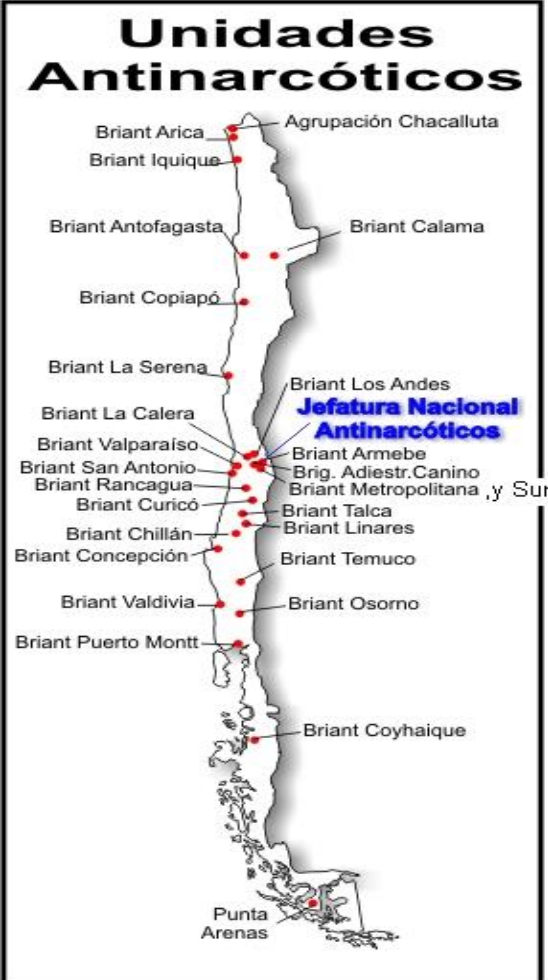 Unidades
Antinarcóticos
Agrupación Chacalluta
Briant Arica
Briant Iquique
Briant Antofagasta
Briant Calama
Briant Copiapó
Briant La Serena
Briant Los Andes
Jefatura Nacional
Antinarcóticos
Briant La Calera
Briant Valparaíso
Briant Armebe
Briant San Antonio
Brig. Adiestr.Canino
Briant Rancagua
Briant Metropolitana ,y Sur
Briant Curicó
Briant Talca
Briant Linares
Briant Chillán
Briant Concepción
Briant Temuco
Briant Valdivia
Briant Osorno
Briant Puerto Montt
Briant Coyhaique
Punta
Arenas